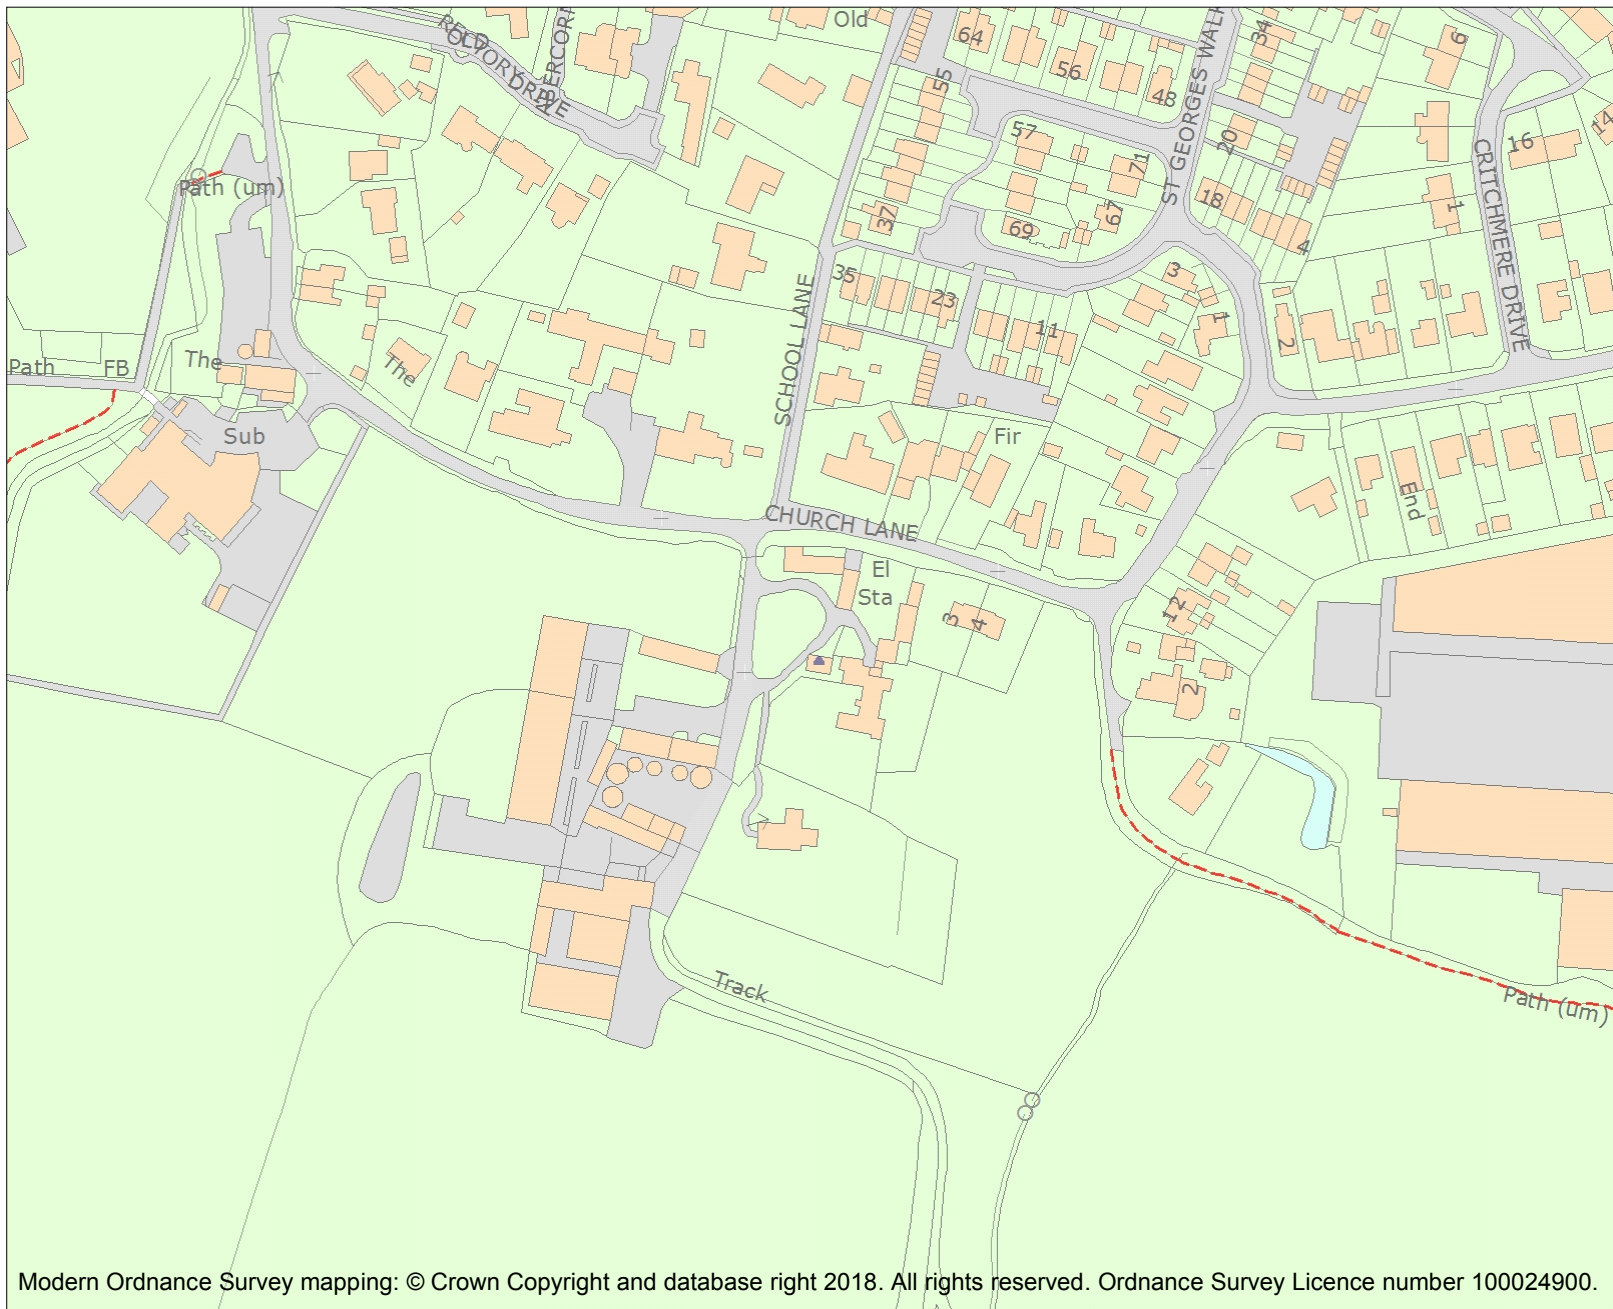 Old
OLD
RECTORY DRIVE
64
56
48
34
6
55
57
71
20
16
14
ST GEORGES WALK
CRITCHMERE DRIVE
Path (um)
37
69
67
18
4
1
35
23
11
3
1
2
SCHOOL LANE
Path
FB
The
The
Sub
Fir
End
CHURCH LANE
El
Sta
3
4
12
2
Track
Path (um)
Modern Ordnance Survey mapping: © Crown Copyright and database right 2018. All rights reserved. Ordnance Survey Licence number 100024900.